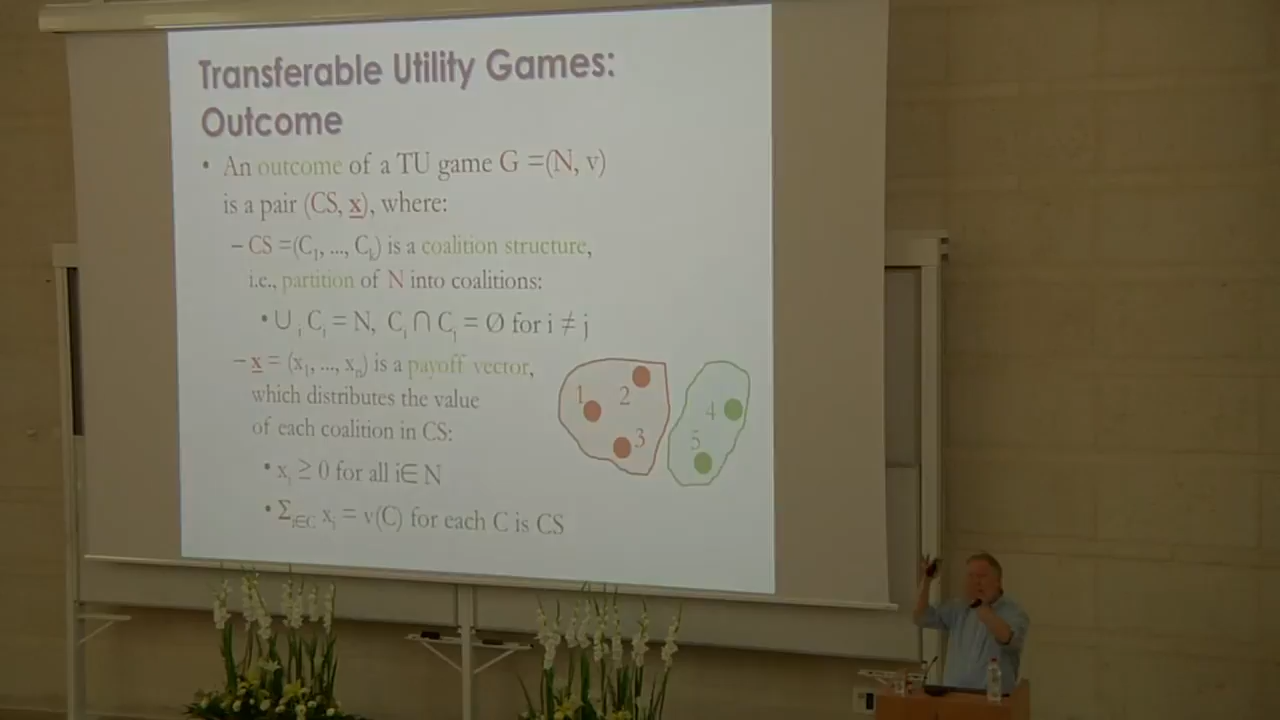 Transferable Utility Games:
Outcome
• An outcome of a TU game G =(N, v)
is a pair (CS, x), where:
– CS =(C₁, ..., Cₖ) is a coalition structure,
i.e., partition of N into coalitions:
• ∪ ᵢ Cᵢ = N, Cᵢ ∩ Cⱼ = Ø for i ≠ j
– x = (x₁, ..., xₙ) is a payoff vector,
which distributes the value
of each coalition in CS:
• xᵢ ≥ 0 for all i∈ N
• Σᵢ∈C xᵢ = v(C) for each C is CS
1
2
3
4
5